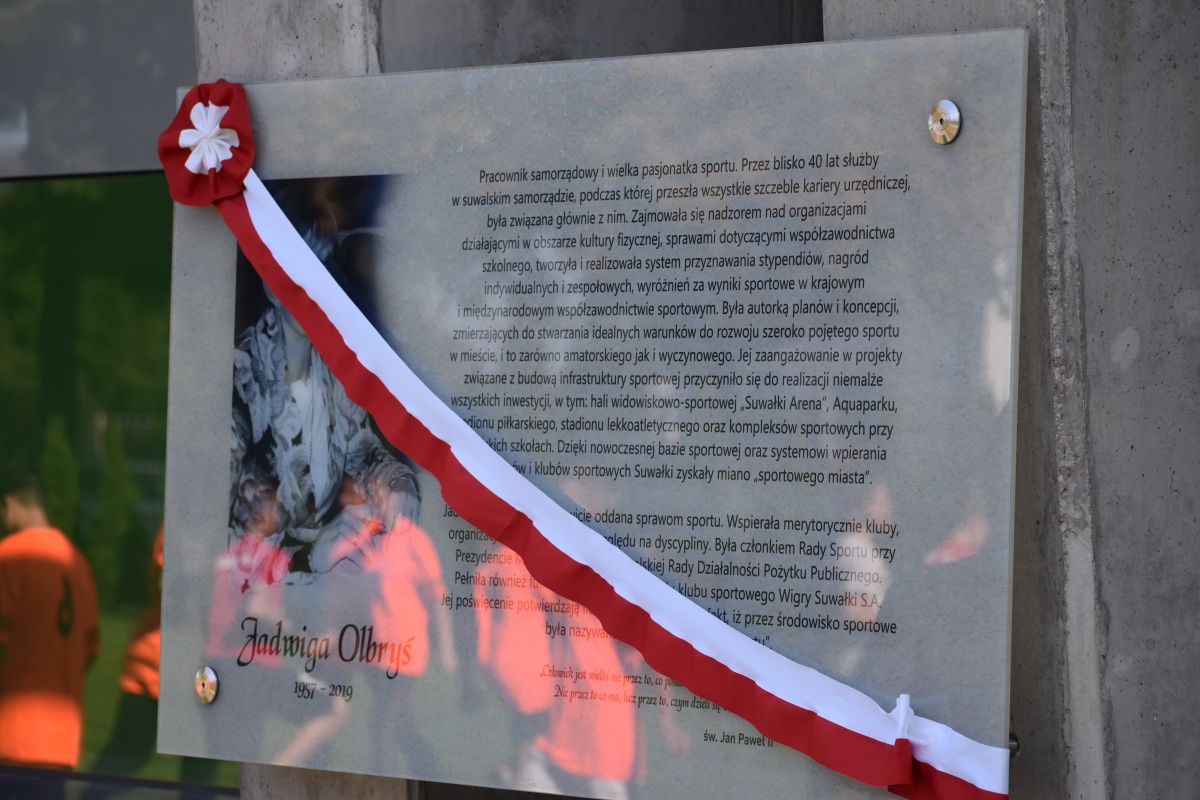 Pracownik samorządowy i wielka pasjonatka sportu. Przez blisko 40 lat służby
w suwalskim samorządzie, podczas której przeszła wszystkie szczeble kariery urzędniczej,
była związana głównie z nim. Zajmowała się nadzorem nad organizacjami
działającymi w obszarze kultury fizycznej, sprawami dotyczącymi współzawodnictwa
szkolnego, tworzyła i realizowała system przyznawania stypendiów, nagród
indywidualnych i zespołowych, wyróżnień za wyniki sportowe w krajowym
i międzynarodowym współzawodnictwie sportowym. Była autorką planów i koncepcji,
zmierzających do stwarzania idealnych warunków do rozwoju szeroko pojętego sportu
w mieście, i to zarówno amatorskiego jak i wyczynowego. Jej zaangażowanie w projekty
związane z budową infrastruktury sportowej przyczyniło się do realizacji niemalże
wszystkich inwestycji, w tym: hali widowiskowo-sportowej „Suwałki Arena”, Aquaparku,
piłkarskiego, stadionu lekkoatletycznego oraz kompleksów sportowych przy
szkołach. Dzięki nowoczesnej bazie sportowej oraz systemowi wpierania
i klubów sportowych Suwałki zyskały miano „sportowego miasta”.
oddana sprawom sportu. Wspierała merytorycznie kluby,
na dyscypliny. Była członkiem Rady Sportu przy
Prezydencie Rady Działalności Pożytku Publicznego.
Pełniła również klubu sportowego Wigry Suwałki S.A.
Jej poświęcenie potwierdzają iż przez środowisko sportowe
była
„Człowiek jest wielki nie przez to, co
Nie przez to co ma, lecz przez to, czym dzieli
św. Jan Paweł II
Jadwiga Olbryś
1957 - 2019